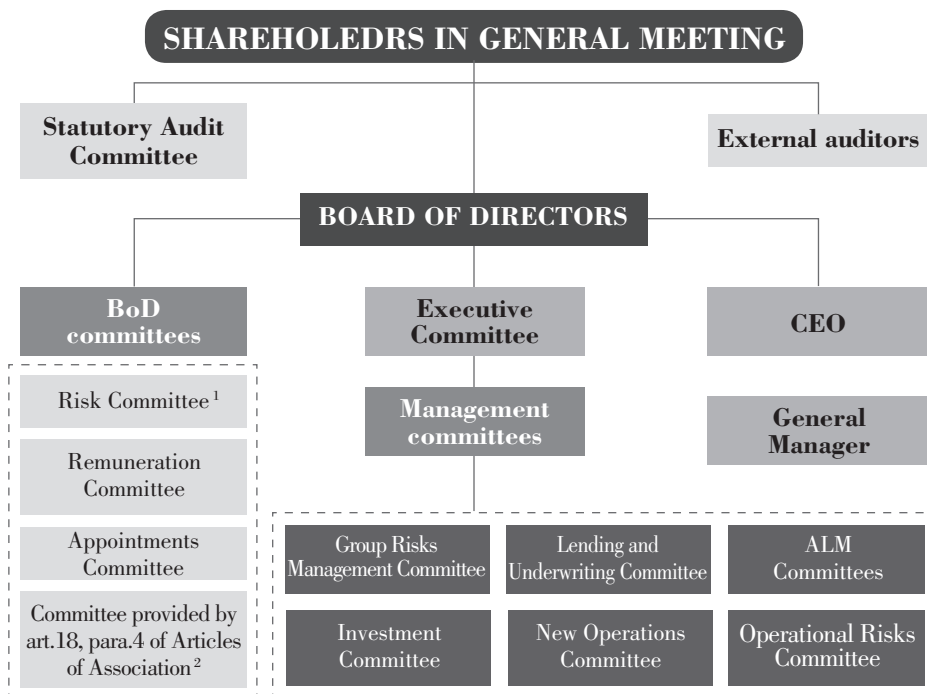 SHAREHOLEDRS IN GENERAL MEETING
Statutory Audit
Committee
External auditors
BOARD OF DIRECTORS
BoD
committees
Executive
Committee
CEO
Risk Committee 1
Management
committees
General
Manager
Remuneration
Committee
Appointments
Committee
Committee provided by
art.18, para.4 of Articles
of Association 2
Group Risks
Management Committee
Lending and
Underwriting Committee
ALM
Committees
Investment
Committee
New Operations
Committee
Operational Risks
Committee